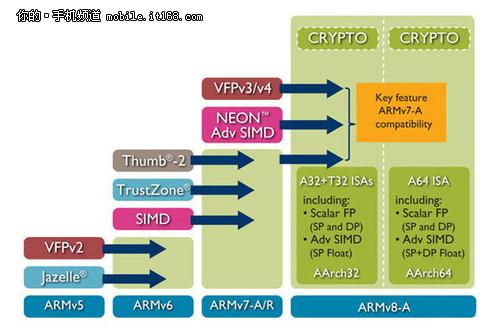 你的·手机频道 mobile.it168.com
CRYPTO
CRYPTO
VFPv3/v4
NEON™
Adv SIMD
Key feature
ARMv7-A
compatibility
Thumb®-2
TrustZone®
SIMD
VFPv2
Jazelle®
A32+T32 ISAs
including:
• Scalar FP
(SP and DP)
• Adv SIMD
(SP Float)
AArch32
A64 ISA
including:
• Scalar FP
(SP and DP)
• Adv SIMD
(SP+DP Float)
AArch64
ARMv5
ARMv6
ARMv7-A/R
ARMv8-A